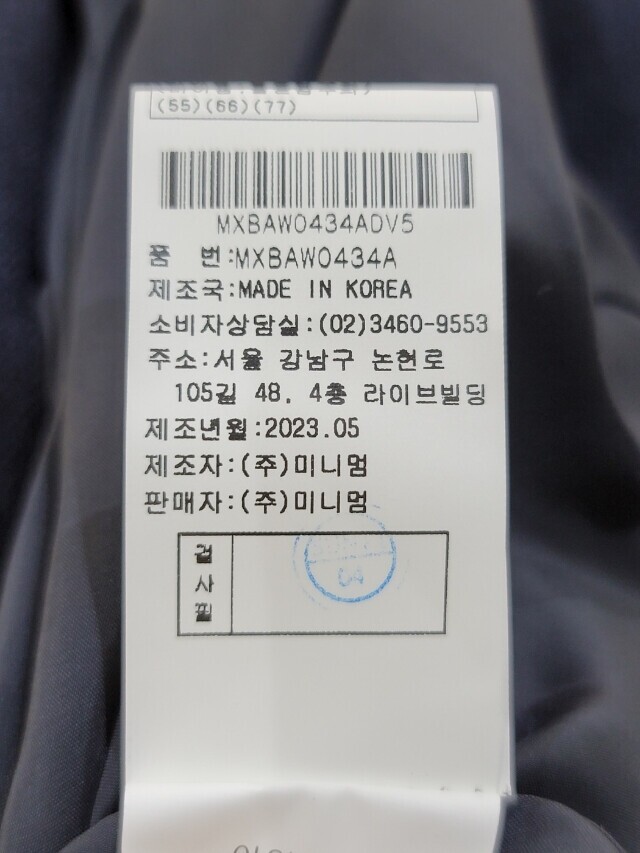 (55)(66)(77)
MXBAW0434ADV5
품 번:MXBAW0434A
제조국:MADE IN KOREA
소비자상담실:(02)3460-9553
주소:서울 강남구 논현로
105길 48, 4층 라이브빌딩
제조년월:2023.05
제조자:(주)미니멈
판매자:(주)미니멈
검
사
필